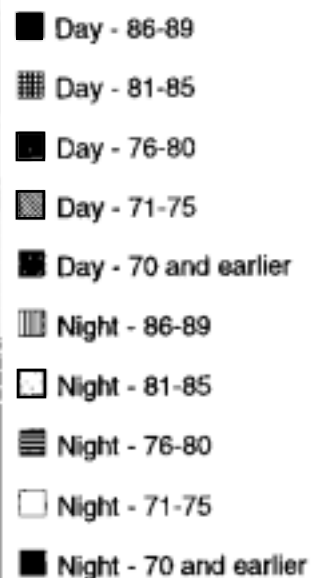 Day - 86-89
Day - 81-85
Day - 76-80
Day - 71-75
Day - 70 and earlier
Night - 86-89
Night - 81-85
Night - 76-80
Night - 71-75
Night - 70 and earlier